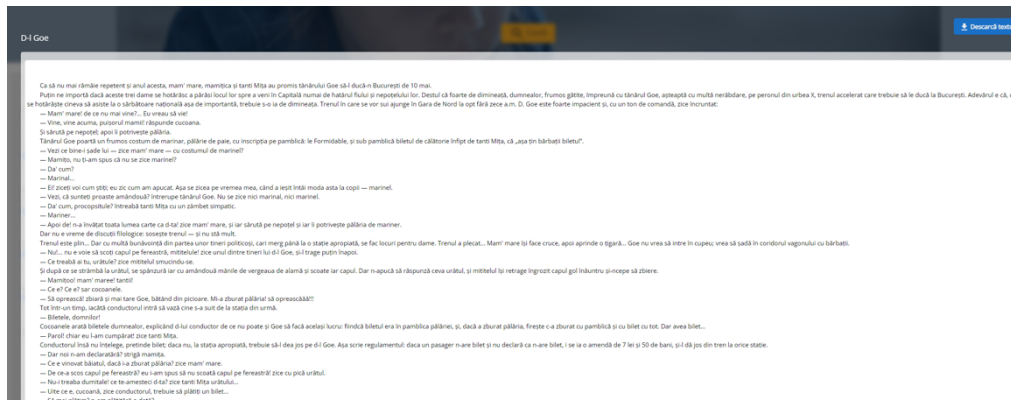 D-l Goe
Descarcă textu
Ca să nu mai rămâie repetent și anul acesta, mam' mare, mamițica și tanti Mița au promis tânărului Goe să-l ducă-n București de 10 mai.
Puțin ne importă dacă aceste trei dame se hotărăsc a părăsi locul lor spre a veni în Capitală numai de hatârul fiului și nepoțelului lor. Destul că foarte de dimineață, dumnealor, frumos gătite, împreună cu tânărul Goe, așteaptă cu multă nerăbdare, pe peronul din urbea X, trenul accelerat care trebuie să le ducă la București. Adevărul e că,
se hotărăște cineva să asiste la o sărbătoare națională așa de importantă, trebuie s-o ia de dimineața. Trenul în care se vor sui ajunge în Gara de Nord la opt fără zece a.m. D. Goe este foarte impacient și, cu un ton de comandă, zice încruntat:
— Mam' mare! de ce nu mai vine?... Eu vreau să vie!
— Vine, vine acuma, puișorul mamii! răspunde cucoana.
Și sărută pe nepoțel; apoi îi potrivește pălăria.
Tânărul Goe poartă un frumos costum de marinar, pălărie de paie, cu inscripția pe pamblică: le Formidable, și sub pamblică biletul de călătorie înfipt de tanti Mița, că „așa țin bărbații biletul”.
— Vezi ce bine-i șade lui — zice mam' mare — cu costumul de marinel?
— Mamițo, nu ți-am spus că nu se zice marinel?
— Da' cum?
— Marinal...
— Ei! ziceți voi cum știți; eu zic cum am apucat. Așa se zicea pe vremea mea, când a ieșit întâi moda asta la copii — marinel.
— Vezi, că sunteți proaste amândouă? întrerupe tânărul Goe. Nu se zice nici marinal, nici marinel.
— Da' cum, procopsitule? întreabă tanti Mița cu un zâmbet simpatic.
— Mariner...
— Apoi de! n-a învățat toată lumea carte ca d-ta! zice mam' mare, și iar sărută pe nepoțel și iar îi potrivește pălăria de mariner.
Dar nu e vreme de discuții filologice: sosește trenul — și nu stă mult.
Trenul este plin... Dar cu multă bunăvoință din partea unor tineri politicoși, cari merg până la o stație apropiată, se fac locuri pentru dame. Trenul a plecat... Mam' mare își face cruce, apoi aprinde o țigară... Goe nu vrea să intre în cupeu; vrea să șadă în coridorul vagonului cu bărbații.
— Nu!... nu e voie să scoți capul pe fereastră, mititelule! zice unul dintre tineri lui d-l Goe, și-l trage puțin înapoi.
— Ce treabă ai tu, urâtule? zice mititelul smucindu-se.
Și după ce se strâmbă la urâtul, se spânzură iar cu amândouă mânile de vergeaua de alamă și scoate iar capul. Dar n-apucă să răspunză ceva urâtul, și mititelul își retrage îngrozit capul gol înăuntru și-ncepe să zbiere.
— Mamițoo! mam' maree! tantii!
— Ce e? Ce e? sar cocoanele.
— Să oprească! zbiară și mai tare Goe, bătând din picioare. Mi-a zburat pălăria! să opreascăăă!!!
Tot într-un timp, iacătă conductorul intră să vază cine s-a suit de la stația din urmă.
— Biletele, domnilor!
Cocoanele arată biletele dumnealor, explicând d-lui conductor de ce nu poate și Goe să facă același lucru: fiindcă biletul era în pamblica pălăriei, și, dacă a zburat pălăria, firește c-a zburat cu pamblică și cu bilet cu tot. Dar avea bilet...
— Parol! chiar eu l-am cumpărat! zice tanti Mița.
Conductorul însă nu înțelege, pretinde bilet; daca nu, la stația apropiată, trebuie să-l dea jos pe d-l Goe. Așa scrie regulamentul: daca un pasager n-are bilet și nu declară ca n-are bilet, i se ia o amendă de 7 lei și 50 de bani, și-l dă jos din tren la orice stație.
— Dar noi n-am declaratără? strigă mamița.
— Ce e vinovat băiatul, dacă i-a zburat pălăria? zice mam' mare.
— De ce-a scos capul pe fereastră? eu i-am spus să nu scoată capul pe fereastră! zice cu pică urâtul.
— Nu-i treaba dumitale! ce te-amesteci d-ta? zice tanti Mița urâtului...
— Uite ce e, cucoană, zice conductorul, trebuie să plătiți un bilet...